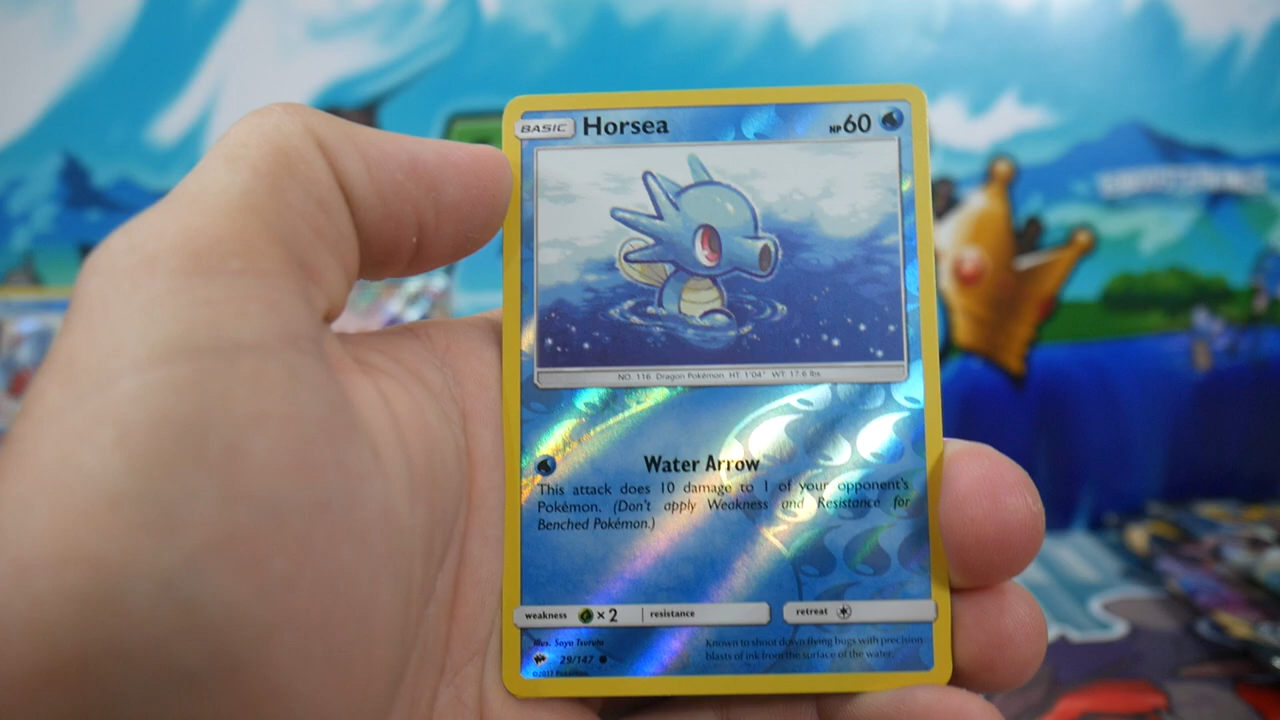 BASIC Horsea HP60
NO. 116 Dragon Pokémon HT: 1'04" WT: 17.6 lbs.
Water Arrow
This attack does 10 damage to 1 of your opponent's
Pokémon. (Don't apply Weakness and Resistance for
Benched Pokémon.)
weakness ×2 resistance retreat
Illus. Saya Tsuruta
29/147
©2017 Pokémon
Known to shoot down flying bugs with precision
blasts of ink from the surface of the water.